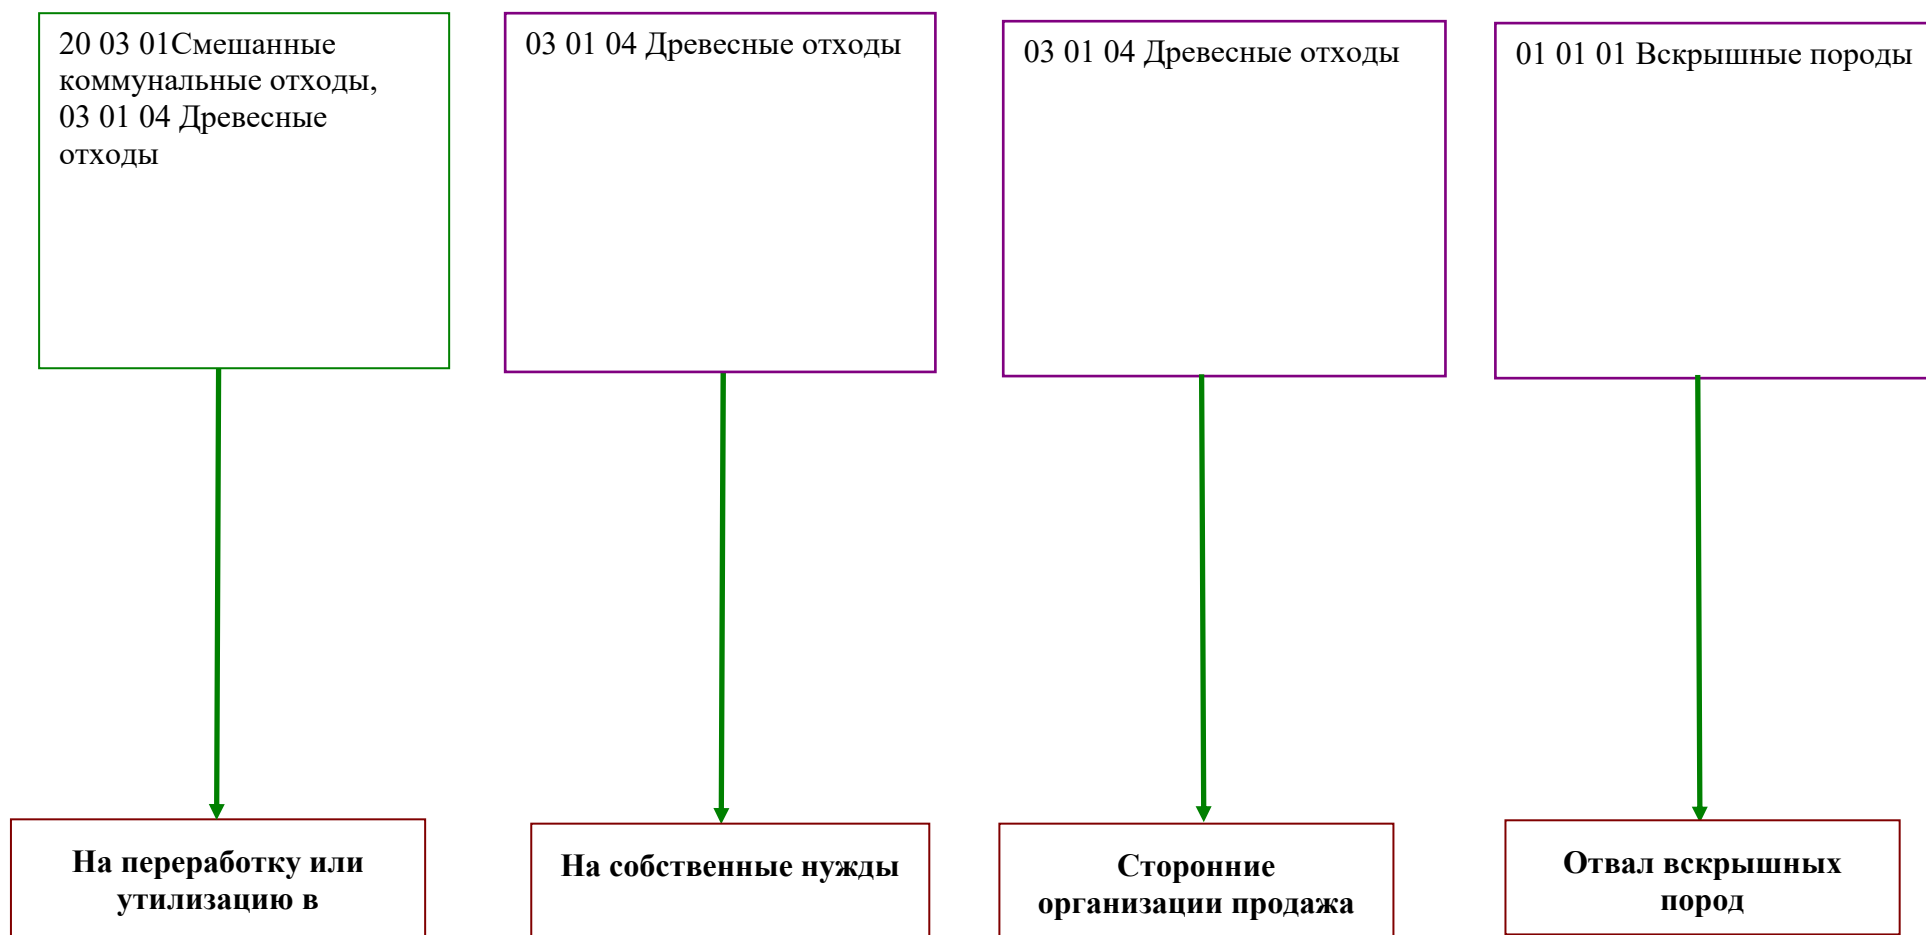 20 03 01Смешанные
коммунальные отходы,
03 01 04 Древесные
отходы
03 01 04 Древесные отходы
03 01 04 Древесные отходы
01 01 01 Вскрышные породы
На переработку или
утилизацию в
На собственные нужды
Сторонние
организации продажа
Отвал вскрышных
пород